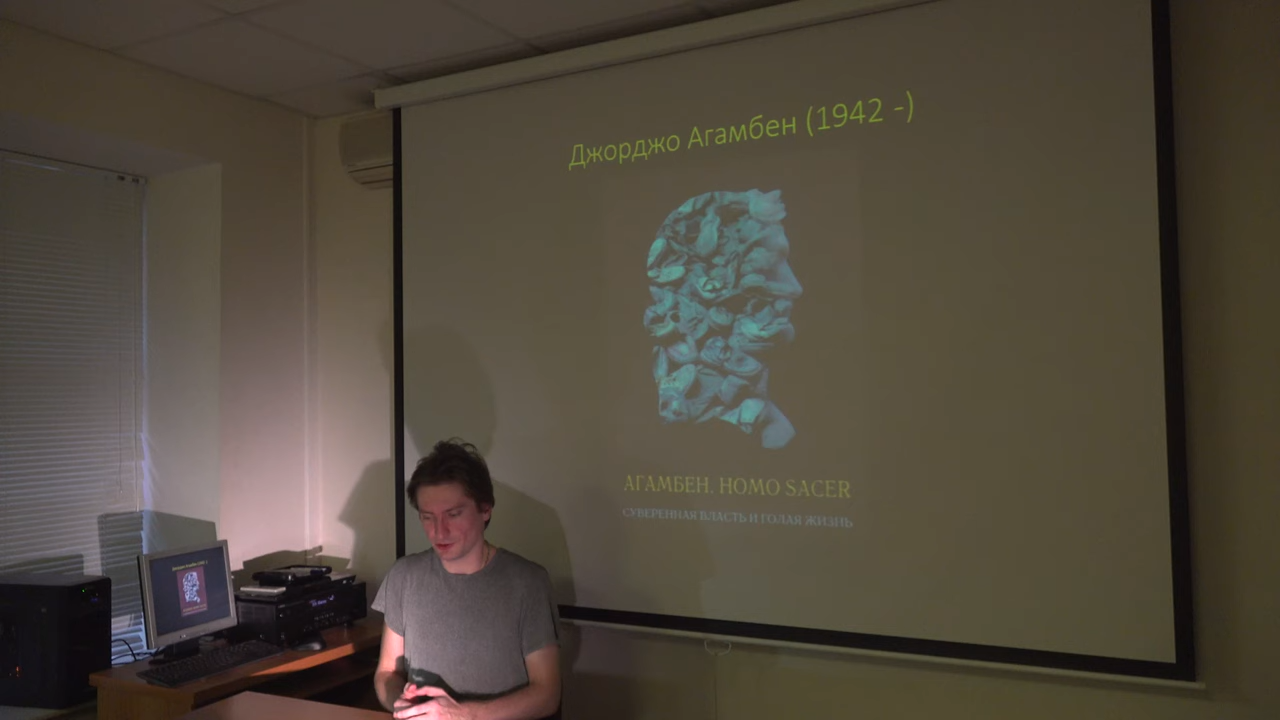 Джорджо Агамбен (1942 -)
АГАМБЕН. HOMO SACER
СУВЕРЕННАЯ ВЛАСТЬ И ГОЛАЯ ЖИЗНЬ